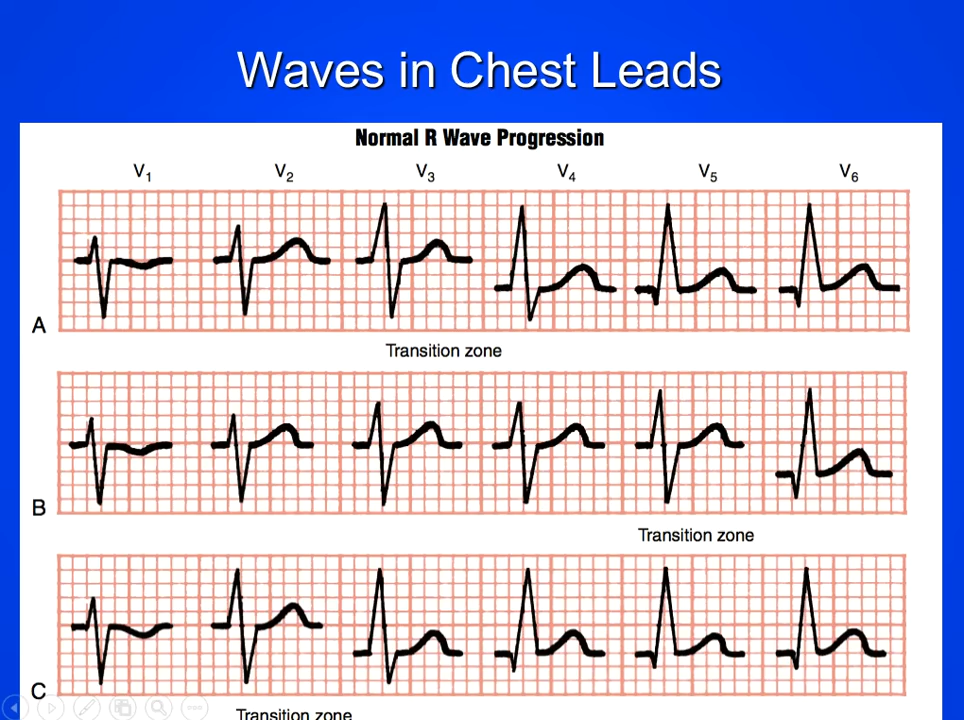 Waves in Chest Leads
Normal R Wave Progression
V1 V2 V3 V4 V5 V6
A
Transition zone
B
Transition zone
C
Transition zone